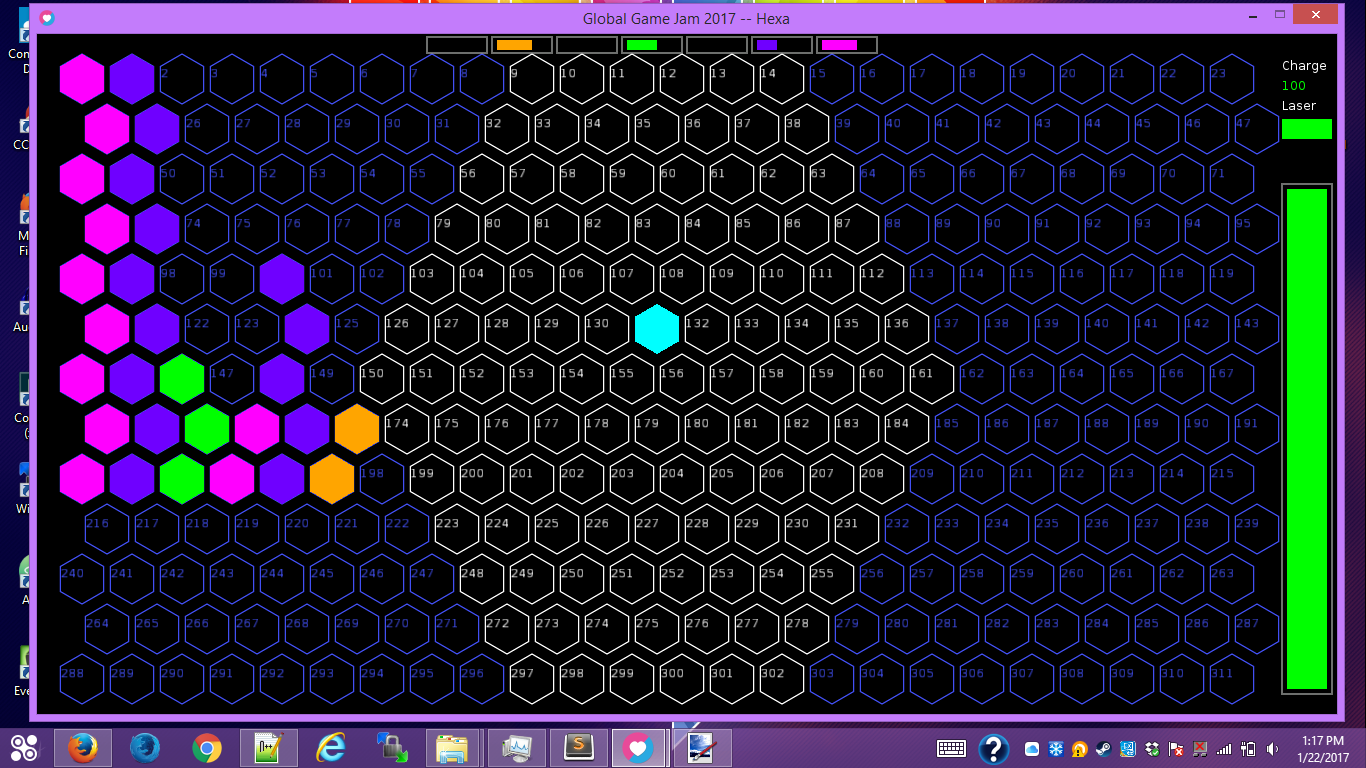 Global Game Jam 2017 -- Hexa
Charge
100
Laser
2 3 4 5 6 7 8 9 10 11 12 13 14 15 16 17 18 19 20 21 22 23
26 27 28 29 30 31 32 33 34 35 36 37 38 39 40 41 42 43 44 45 46 47
50 51 52 53 54 55 56 57 58 59 60 61 62 63 64 65 66 67 68 69 70 71
74 75 76 77 78 79 80 81 82 83 84 85 86 87 88 89 90 91 92 93 94 95
98 99 101 102 103 104 105 106 107 108 109 110 111 112 113 114 115 116 117 118 119
122 123 125 126 127 128 129 130 132 133 134 135 136 137 138 139 140 141 142 143
147 149 150 151 152 153 154 155 156 157 158 159 160 161 162 163 164 165 166 167
174 175 176 177 178 179 180 181 182 183 184 185 186 187 188 189 190 191
198 199 200 201 202 203 204 205 206 207 208 209 210 211 212 213 214 215
216 217 218 219 220 221 222 223 224 225 226 227 228 229 230 231 232 233 234 235 236 237 238 239
240 241 242 243 244 245 246 247 248 249 250 251 252 253 254 255 256 257 258 259 260 261 262 263
264 265 266 267 268 269 270 271 272 273 274 275 276 277 278 279 280 281 282 283 284 285 286 287
288 289 290 291 292 293 294 295 296 297 298 299 300 301 302 303 304 305 306 307 308 309 310 311
1:17 PM
1/22/2017